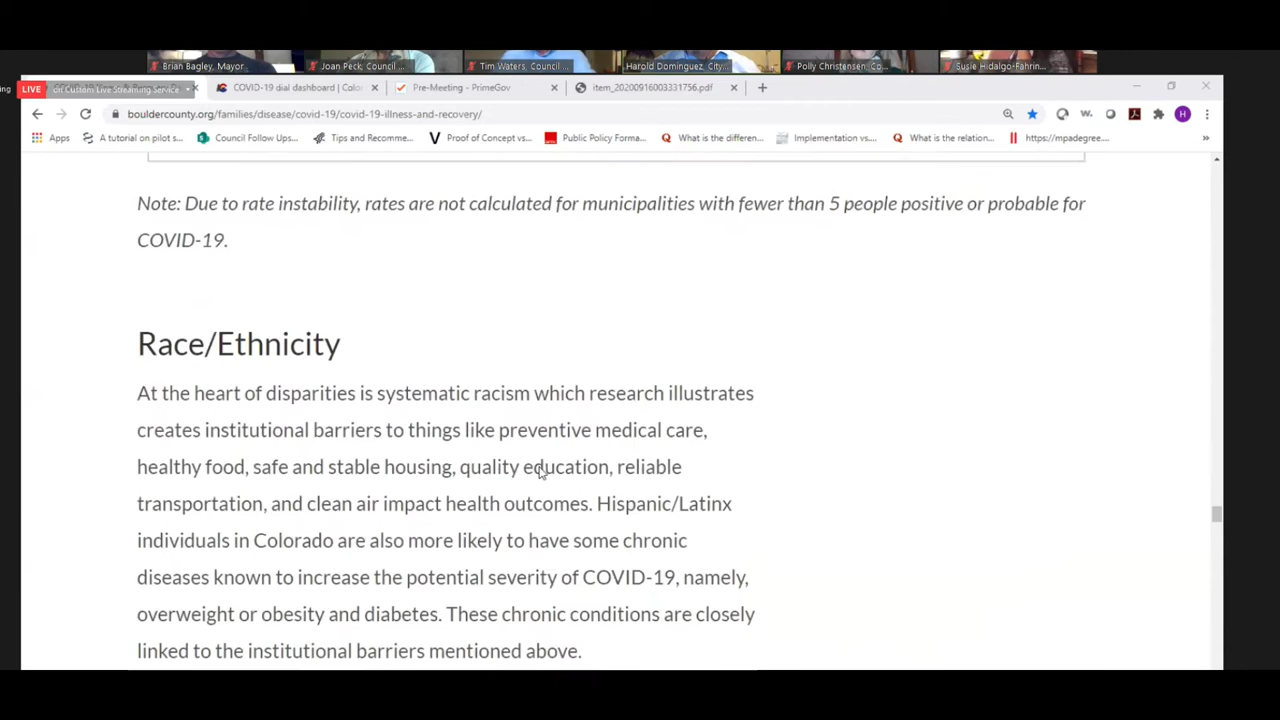 Brian Bagley, Mayor
Joan Peck, Council ...
Tim Waters, Council ...
Harold Dominguez, City...
Polly Christensen, Co...
Susie Hidalgo-Fahrin...
LIVE
Custom Live Streaming Service
COVID-19 dial dashboard | Colo
Pre-Meeting - PrimeGov
item_20200916003331756.pdf
bouldercounty.org/families/disease/covid-19/covid-19-illness-and-recovery/
H
Apps
A tutorial on pilot s...
Council Follow Ups...
Tips and Recomme...
Proof of Concept vs...
Public Policy Forma...
What is the differen...
Implementation vs....
What is the relation...
https://mpadegree....
Note: Due to rate instability, rates are not calculated for municipalities with fewer than 5 people positive or probable for
COVID-19.
Race/Ethnicity
At the heart of disparities is systematic racism which research illustrates
creates institutional barriers to things like preventive medical care,
healthy food, safe and stable housing, quality education, reliable
transportation, and clean air impact health outcomes. Hispanic/Latinx
individuals in Colorado are also more likely to have some chronic
diseases known to increase the potential severity of COVID-19, namely,
overweight or obesity and diabetes. These chronic conditions are closely
linked to the institutional barriers mentioned above.